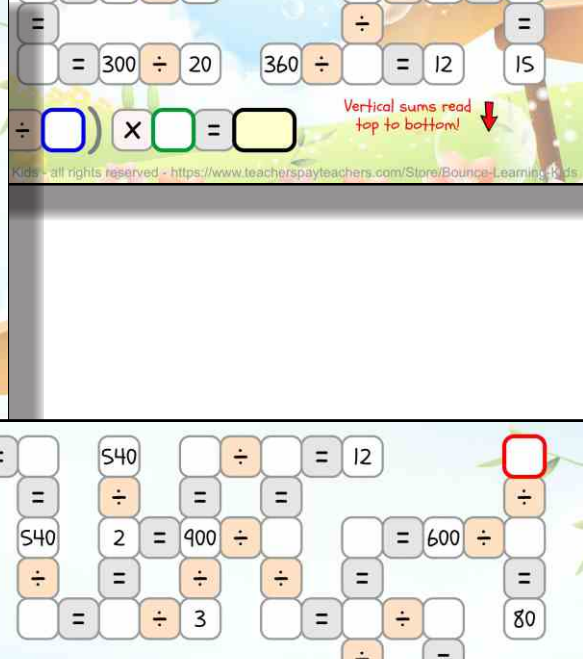 = ÷ =
= 300 ÷ 20 360 ÷ = 12 15
÷ ) × =
Vertical sums read
top to bottom!
Kids - all rights reserved - https://www.teacherspayteachers.com/Store/Bounce-Learning-Kids
= 540 ÷ = 12
= ÷ = = ÷
540 2 = 900 ÷ = 600 ÷
÷ = ÷ ÷ = =
= ÷ 3 = ÷ 80
÷ =